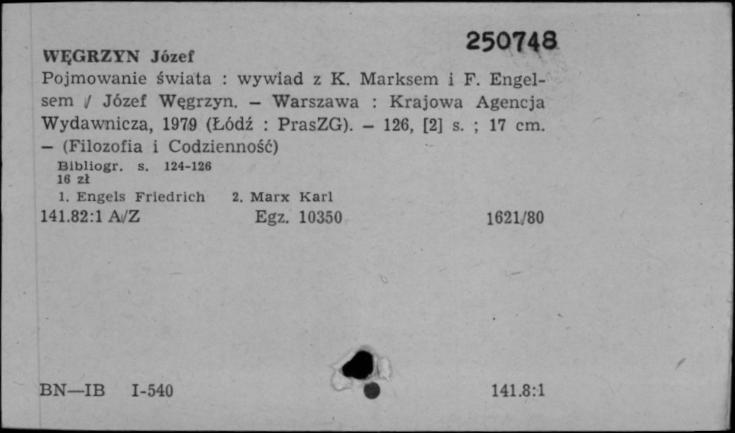 250748
WĘGRZYN Józef
Pojmowanie świata : wywiad z K. Marksem i F. Engel-
sem / Józef Węgrzyn. — Warszawa : Krajowa Agencja
Wydawnicza, 1979 (Łódź : PrasZG). — 126, [2] s. ; 17 cm.
— (Filozofia i Codzienność)
Bibliogr. s. 124-126
16 zł
1. Engels Friedrich 2. Marx Karl
141.82:1 A/Z Egz. 10350 1621/80
BN—IB I-540 141.8:1